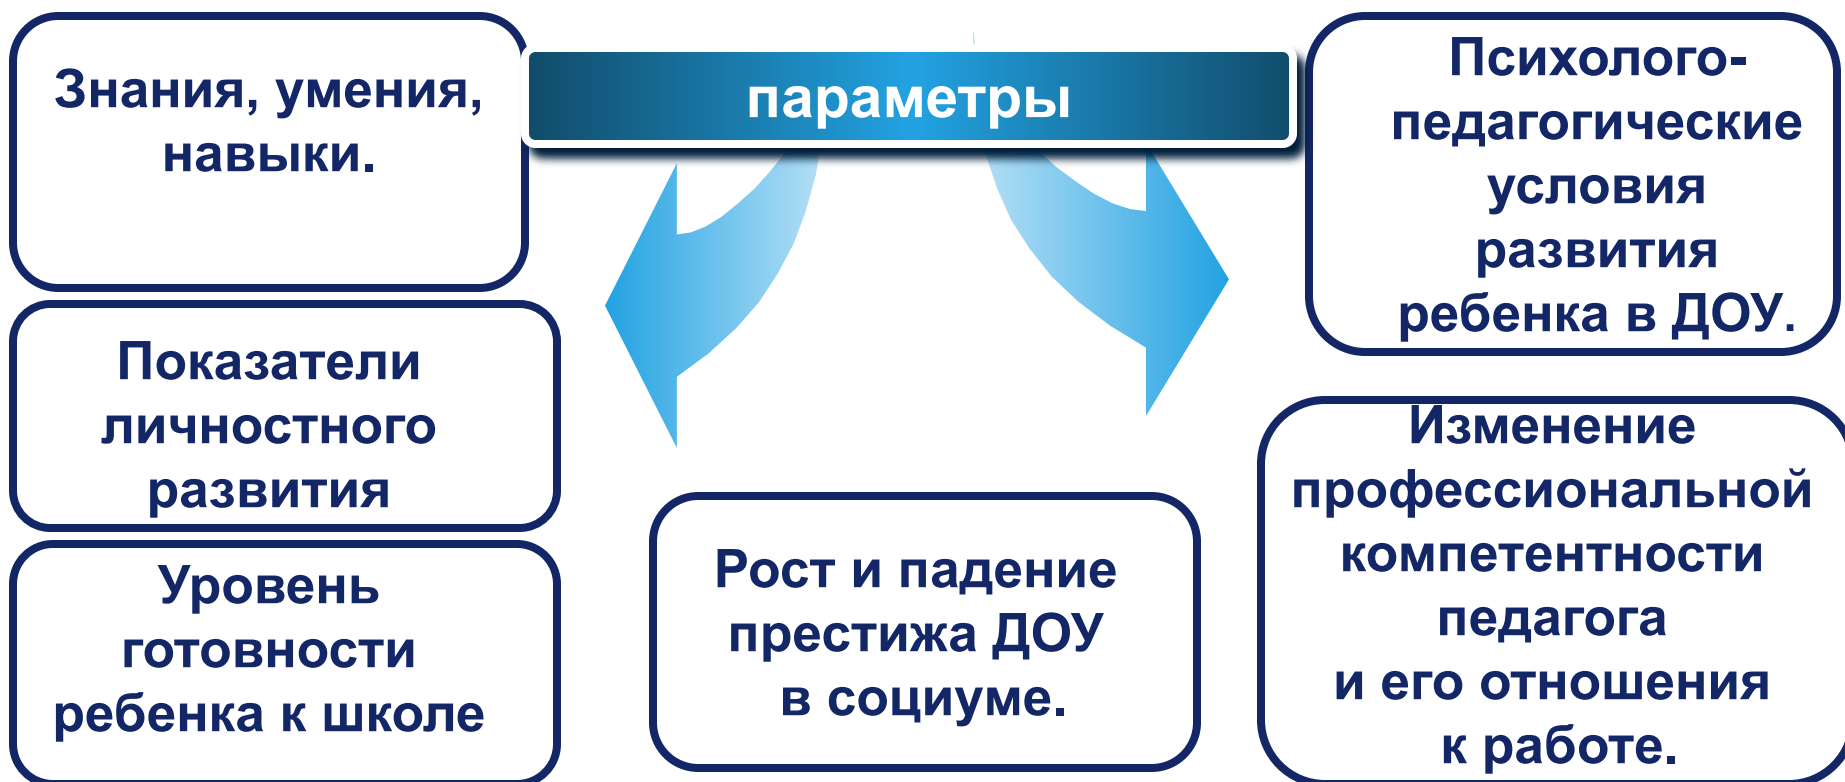 параметры
Знания, умения,
навыки.
Показатели
личностного
развития
Уровень
готовности
ребенка к школе
Рост и падение
престижа ДОУ
в социуме.
Психолого-
педагогические
условия
развития
ребенка в ДОУ.
Изменение
профессиональной
компетентности
педагога
и его отношения
к работе.